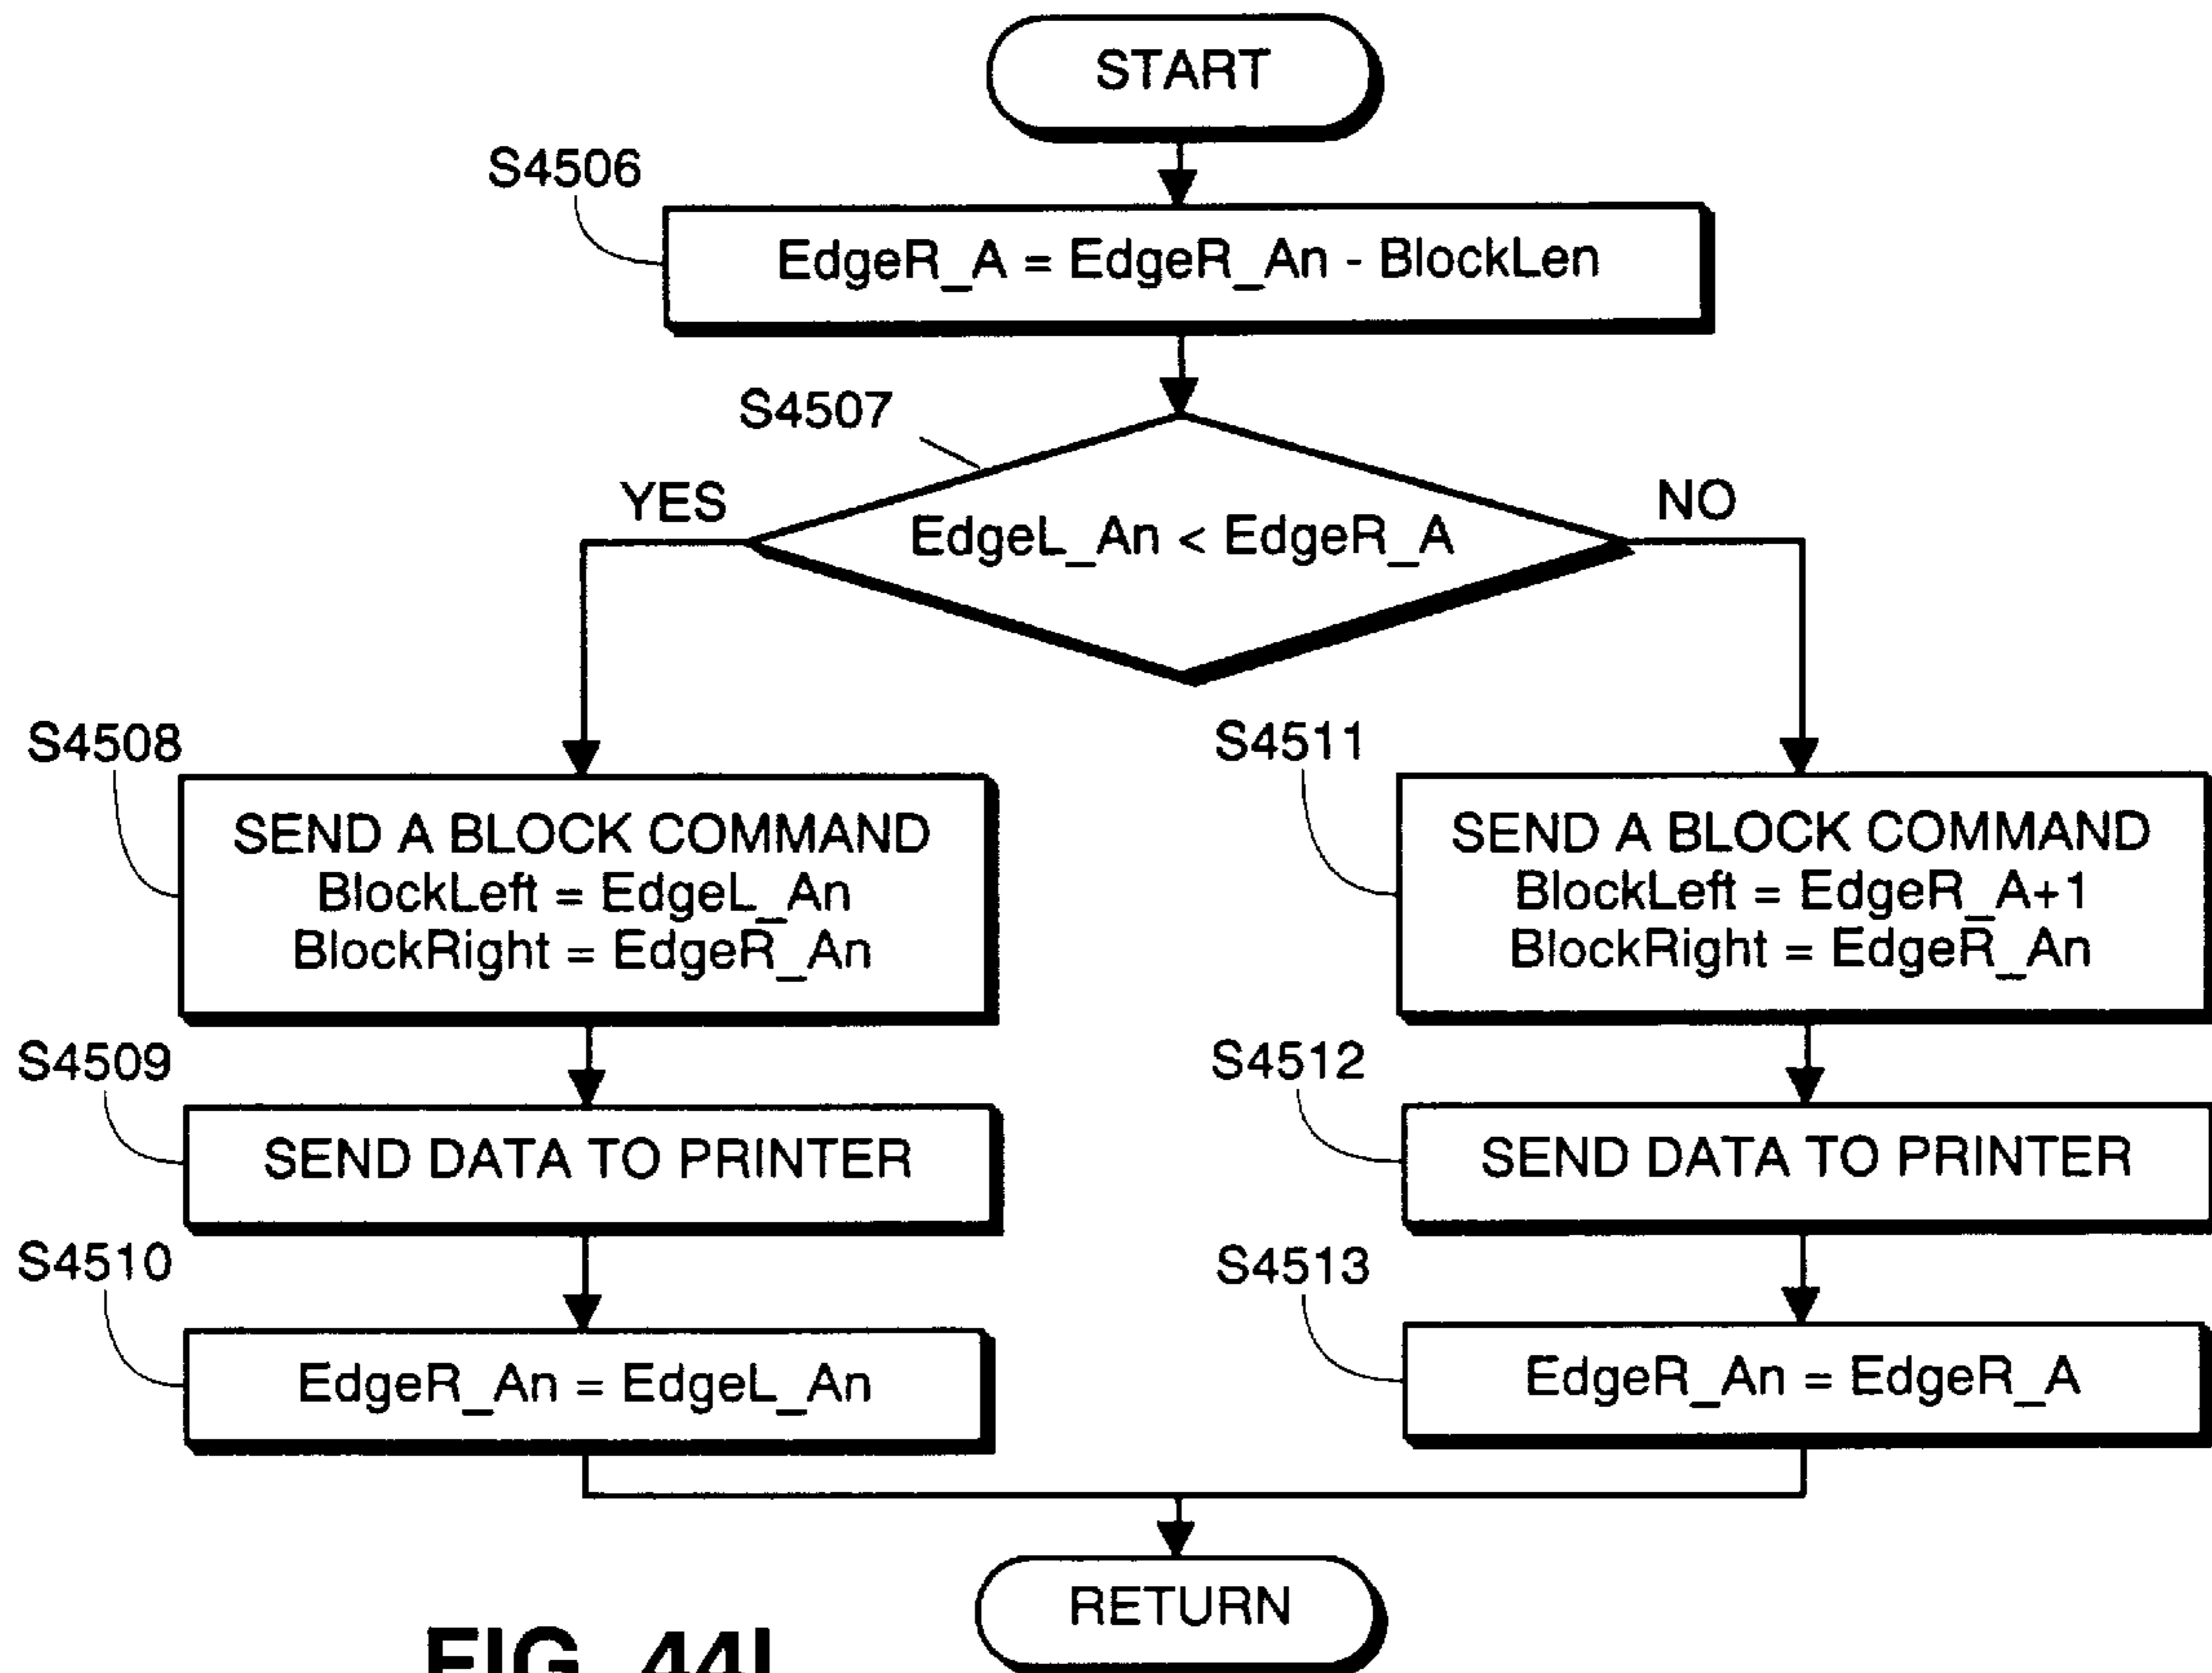 START
S4506
EdgeR_A = EdgeR_An - BlockLen
S4507
YES
NO
EdgeL_An < EdgeR_A
S4508
SEND A BLOCK COMMAND
BlockLeft = EdgeL_An
BlockRight = EdgeR_An
S4511
SEND A BLOCK COMMAND
BlockLeft = EdgeR_A+1
BlockRight = EdgeR_An
S4509
SEND DATA TO PRINTER
S4512
SEND DATA TO PRINTER
S4510
EdgeR_An = EdgeL_An
S4513
EdgeR_An = EdgeR_A
RETURN
FIG. 44